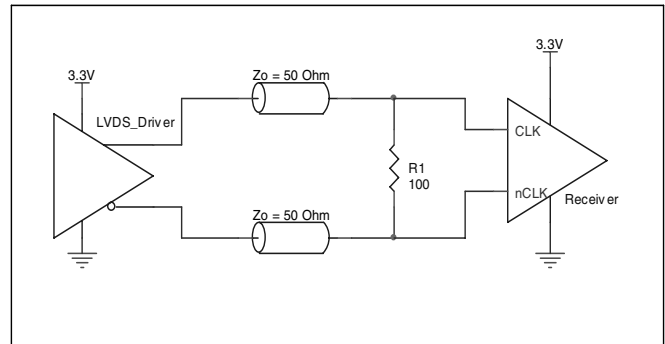 3.3V
Zo = 50 Ohm
3.3V
LVDS_Driver
CLK
R1
100
nCLK
Receiver
Zo = 50 Ohm